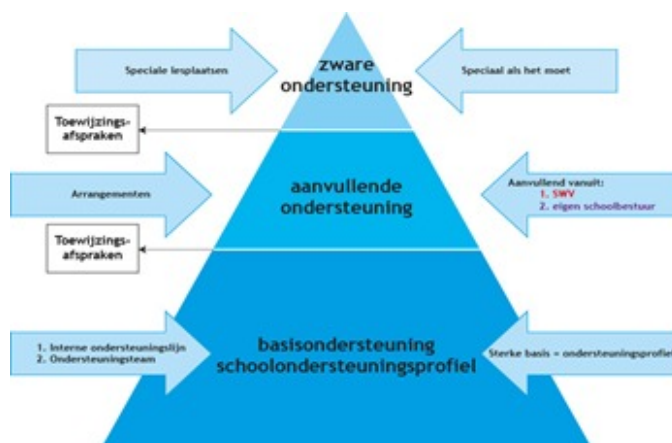 Speciale lesplaatsen
zware
ondersteuning
Speciaal als het moet
Toewijzings-
afspraken
Arrangementen
aanvullende
ondersteuning
Aanvullend vanuit:
1. SWV
2. eigen schoolbestuur
Toewijzings-
afspraken
1. Interne ondersteuningslijn
2. Ondersteuningsteam
basisondersteuning
schoolondersteuningsprofiel
Sterke basis = ondersteuningsprofiel